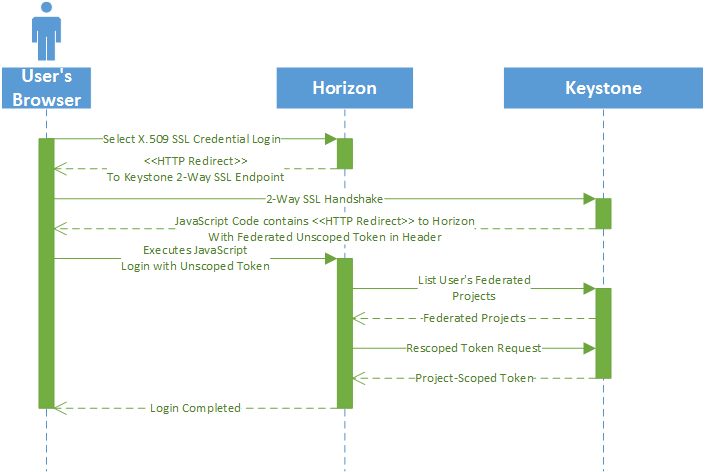 User's
Browser
Horizon
Keystone
Select X.509 SSL Credential Login
<<HTTP Redirect>>
To Keystone 2-Way SSL Endpoint
2-Way SSL Handshake
JavaScript Code contains <<HTTP Redirect>> to Horizon
With Federated Unscoped Token in Header
Executes JavaScript
Login with Unscoped Token
List User's Federated
Projects
Federated Projects
Rescoped Token Request
Project-Scoped Token
Login Completed